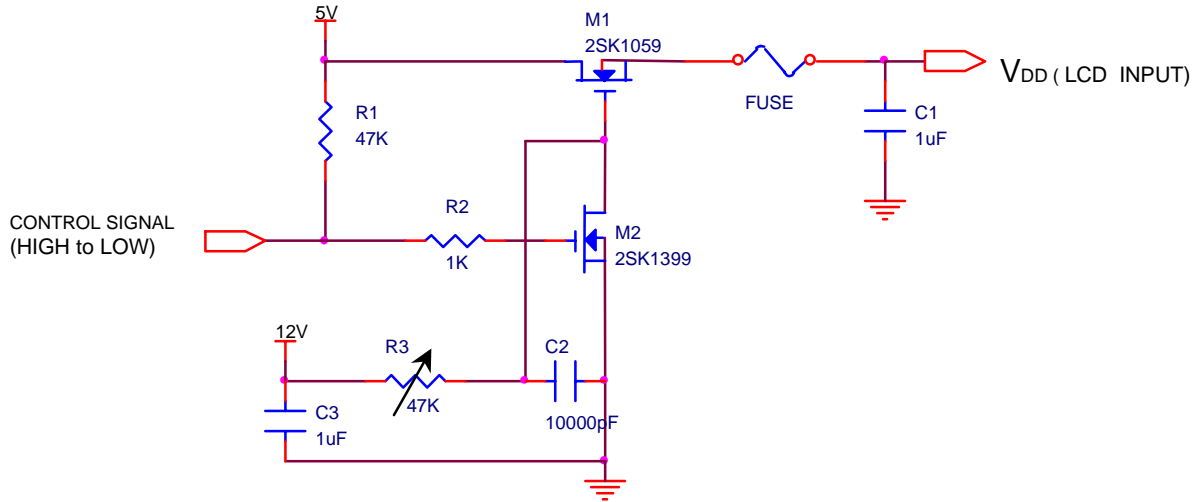 5V
M1
2SK1059
FUSE
VDD ( LCD INPUT)
R1
47K
C1
1uF
CONTROL SIGNAL
(HIGH to LOW)
R2
1K
M2
2SK1399
12V
R3
47K
C2
10000pF
C3
1uF